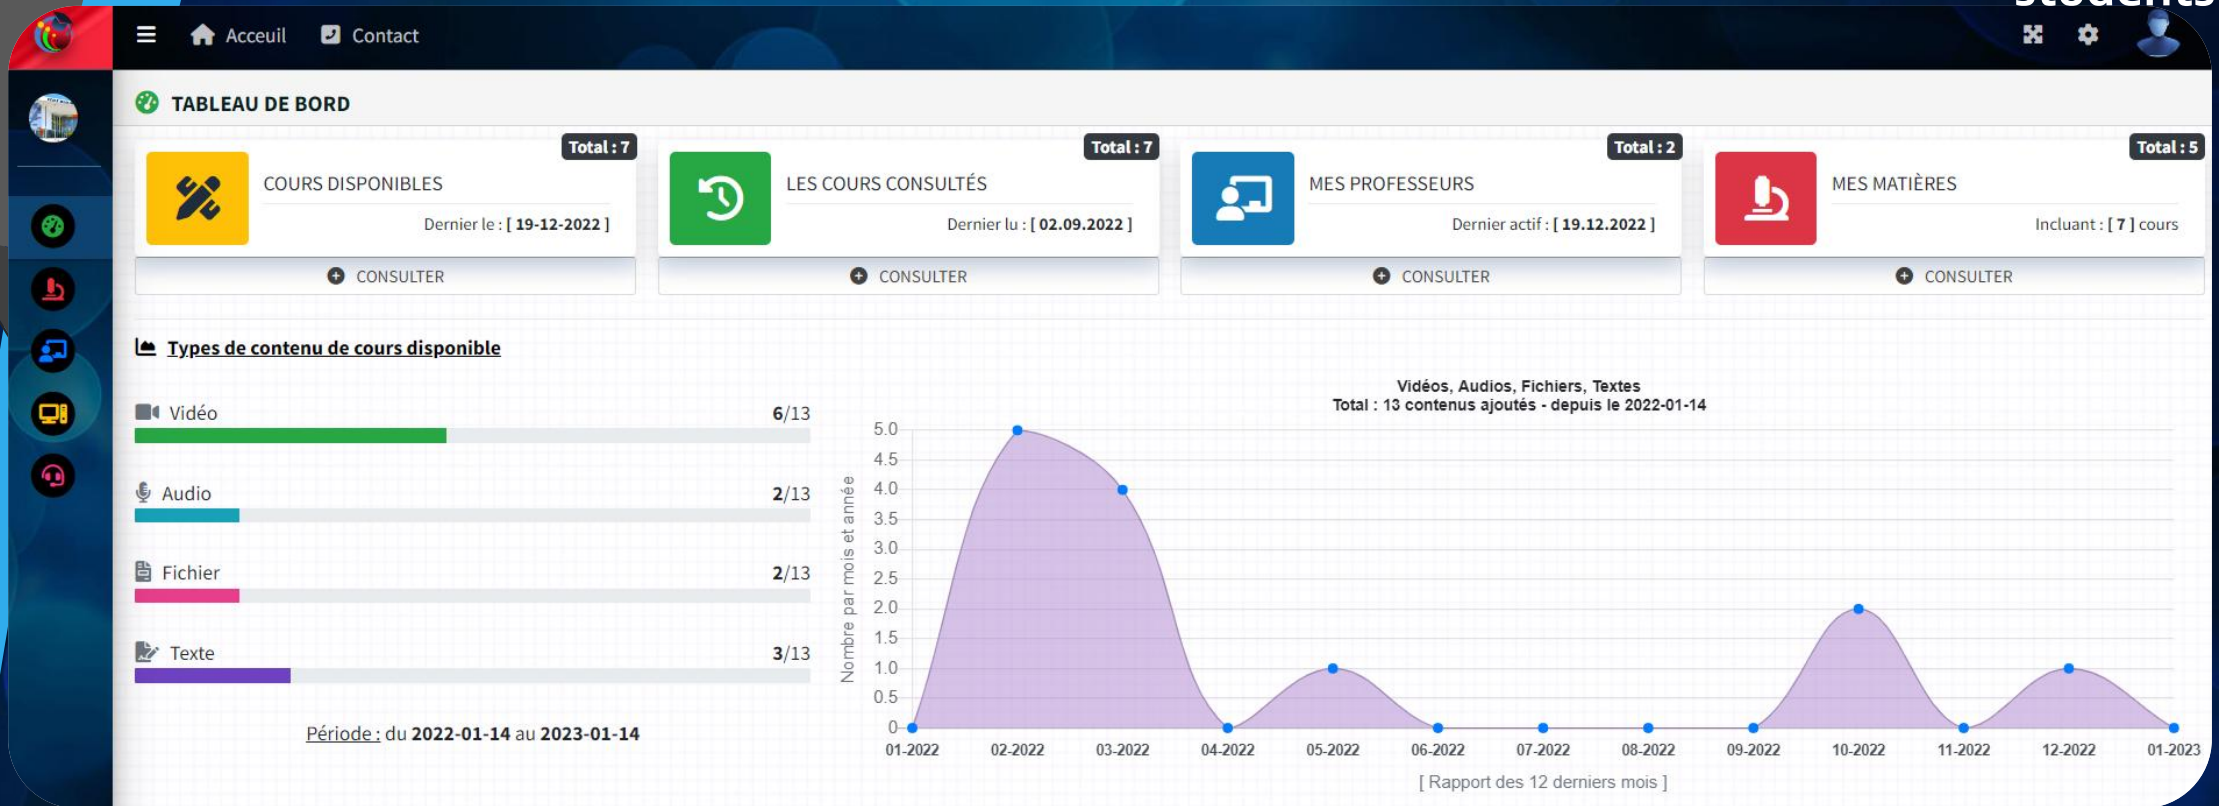 students
Acceuil
Contact
TABLEAU DE BORD
Total : 7
COURS DISPONIBLES
Dernier le : [ 19-12-2022 ]
CONSULTER
Total : 7
LES COURS CONSULTÉS
Dernier lu : [ 02.09.2022 ]
CONSULTER
Total : 2
MES PROFESSEURS
Dernier actif : [ 19.12.2022 ]
CONSULTER
Total : 5
MES MATIÈRES
Incluant : [ 7 ] cours
CONSULTER
Types de contenu de cours disponible
Vidéo 6/13
Audio 2/13
Fichier 2/13
Texte 3/13
Période : du 2022-01-14 au 2023-01-14
Vidéos, Audios, Fichiers, Textes
Total : 13 contenus ajoutés - depuis le 2022-01-14
Nombre par mois et année
5.0
4.5
4.0
3.5
3.0
2.5
2.0
1.5
1.0
0.5
0
01-2022 02-2022 03-2022 04-2022 05-2022 06-2022 07-2022 08-2022 09-2022 10-2022 11-2022 12-2022 01-2023
[ Rapport des 12 derniers mois ]